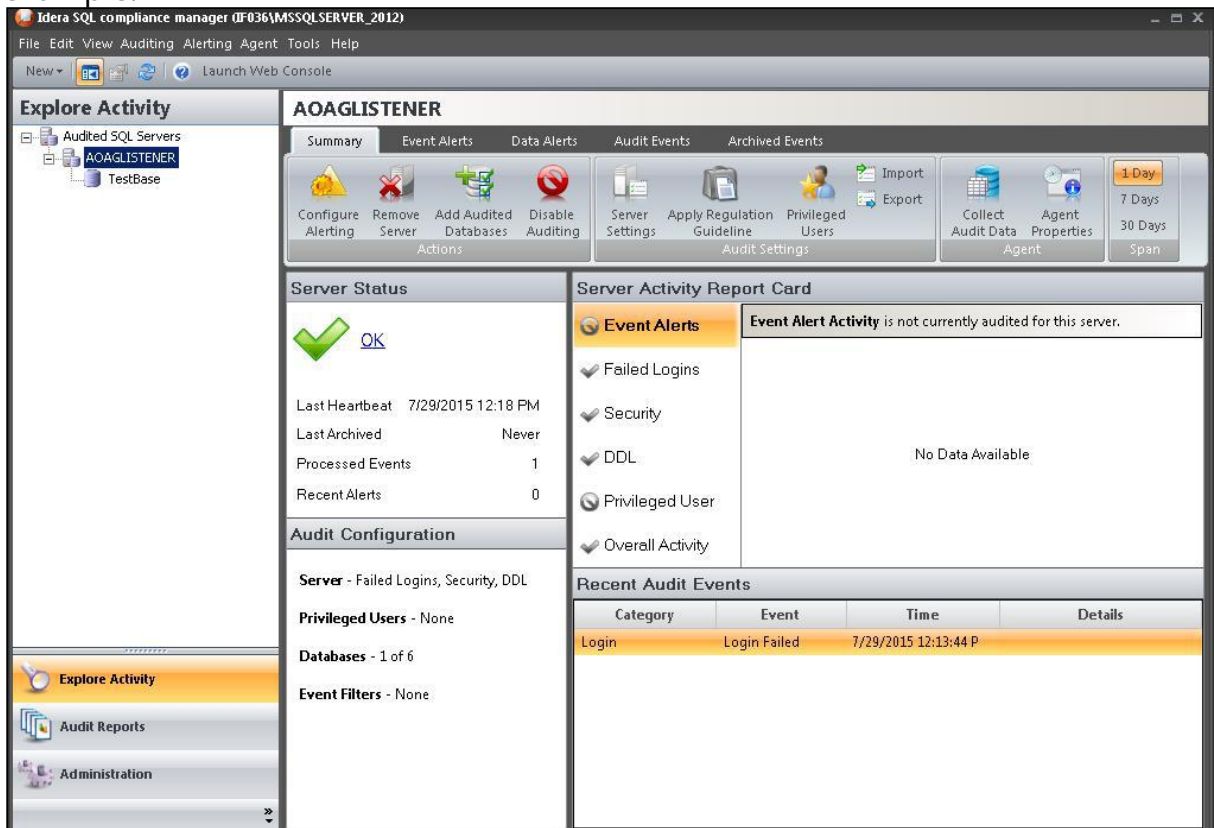 Idera SQL compliance manager (IF036\MSSQLSERVER_2012)
File Edit View Auditing Alerting Agent Tools Help
New Launch Web Console
Explore Activity
Audited SQL Servers
AOAGLISTENER
TestBase
Explore Activity
Audit Reports
Administration
AOAGLISTENER
Summary Event Alerts Data Alerts Audit Events Archived Events
Configure Alerting
Remove Server
Add Audited Databases
Disable Auditing
Actions
Server Settings
Apply Regulation Guideline
Privileged Users
Import
Export
Audit Settings
Collect Audit Data
Agent Properties
Agent
1 Day
7 Days
30 Days
Span
Server Status
OK
Last Heartbeat 7/29/2015 12:18 PM
Last Archived Never
Processed Events 1
Recent Alerts 0
Audit Configuration
Server - Failed Logins, Security, DDL
Privileged Users - None
Databases - 1 of 6
Event Filters - None
Server Activity Report Card
Event Alerts
Failed Logins
Security
DDL
Privileged User
Overall Activity
Event Alert Activity is not currently audited for this server.
No Data Available
Recent Audit Events
Category Event Time Details
Login Login Failed 7/29/2015 12:13:44 P